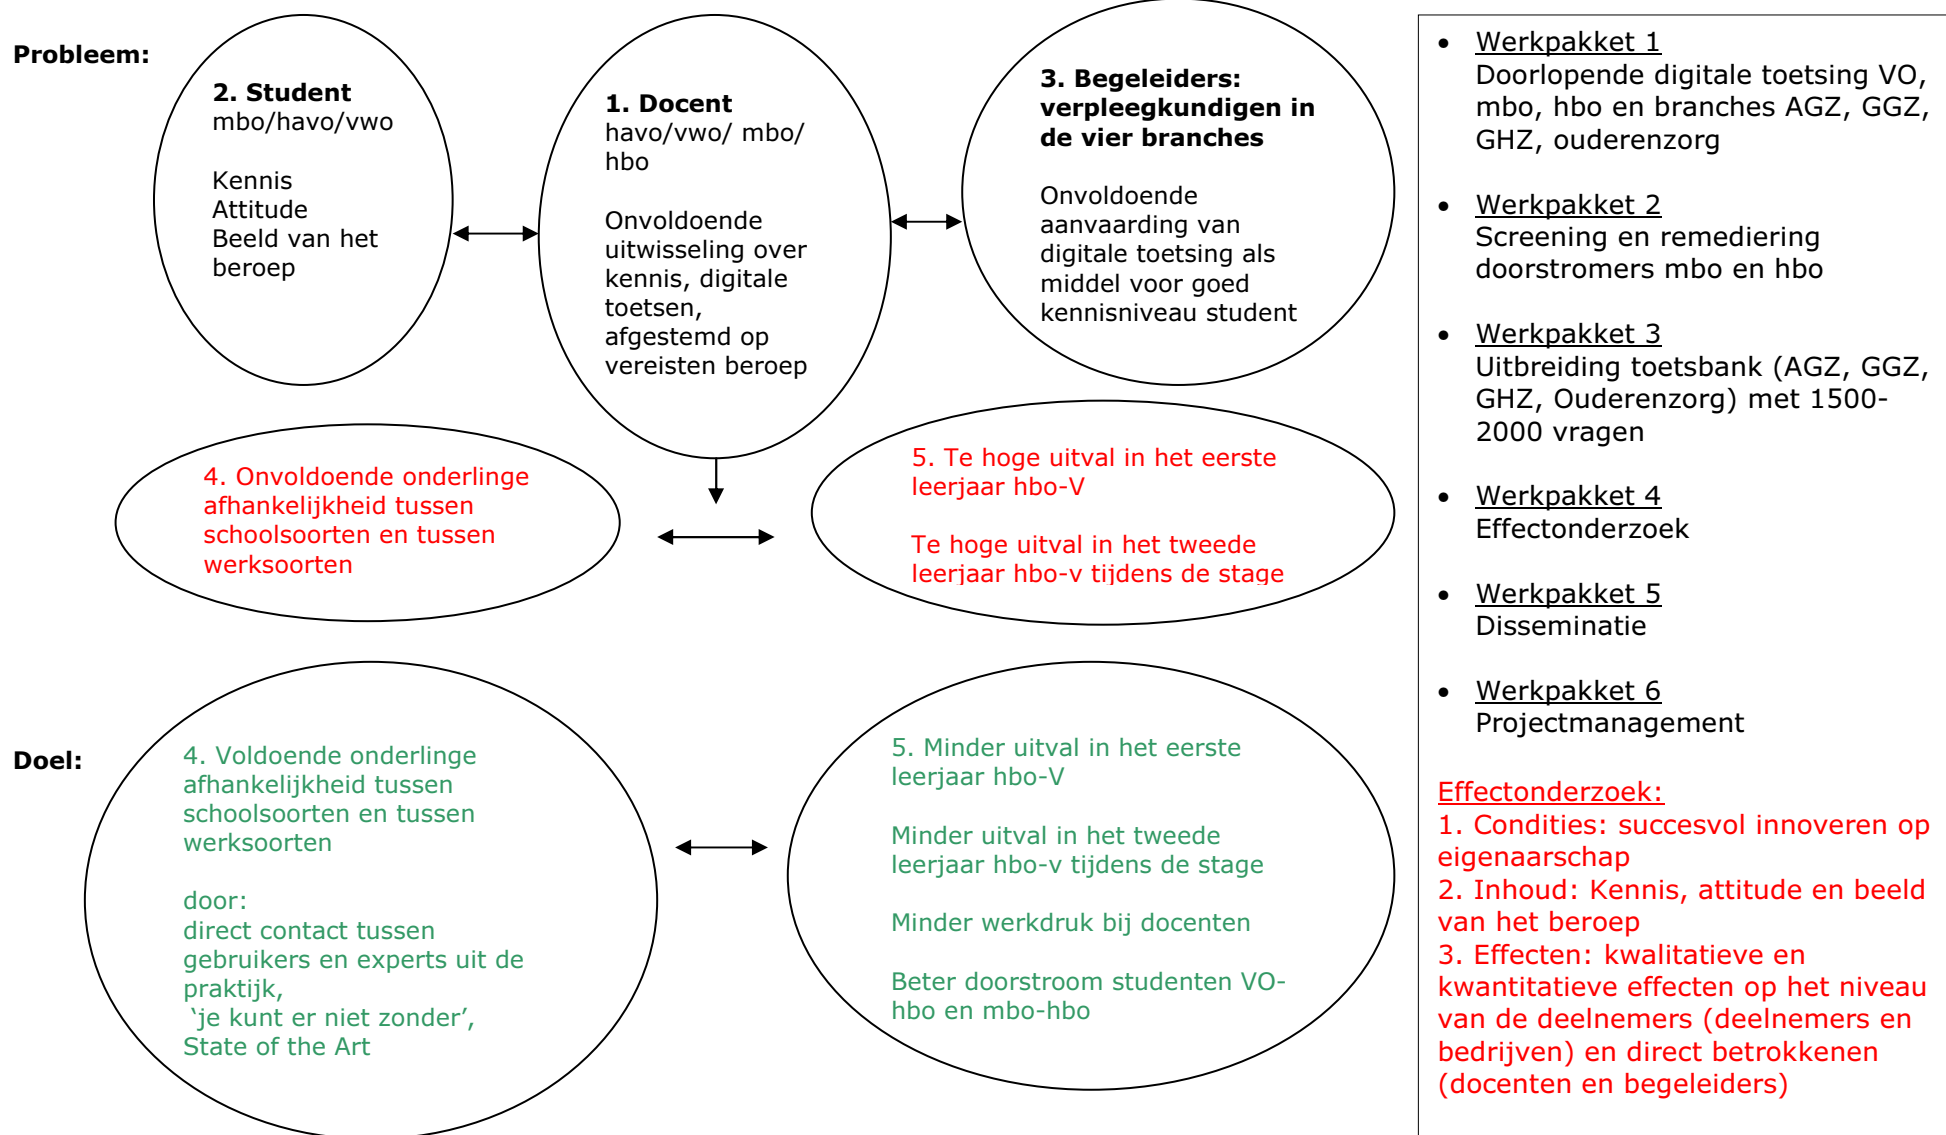 Probleem:
2. Student
mbo/havo/vwo
Kennis
Attitude
Beeld van het
beroep
1. Docent
havo/vwo/ mbo/
hbo
Onvoldoende
uitwisseling over
kennis, digitale
toetsen,
afgestemd op
vereisten beroep
3. Begeleiders:
verpleegkundigen in
de vier branches
Onvoldoende
aanvaarding van
digitale toetsing als
middel voor goed
kennisniveau student
4. Onvoldoende onderlinge
afhankelijkheid tussen
schoolsoorten en tussen
werksoorten
5. Te hoge uitval in het eerste
leerjaar hbo-V
Te hoge uitval in het tweede
leerjaar hbo-v tijdens de stage
Doel:
4. Voldoende onderlinge
afhankelijkheid tussen
schoolsoorten en tussen
werksoorten
door:
direct contact tussen
gebruikers en experts uit de
praktijk,
‘je kunt er niet zonder’,
State of the Art
5. Minder uitval in het eerste
leerjaar hbo-V
Minder uitval in het tweede
leerjaar hbo-v tijdens de stage
Minder werkdruk bij docenten
Beter doorstroom studenten VO-
hbo en mbo-hbo
• Werkpakket 1
Doorlopende digitale toetsing VO,
mbo, hbo en branches AGZ, GGZ,
GHZ, ouderenzorg
• Werkpakket 2
Screening en remediering
doorstromers mbo en hbo
• Werkpakket 3
Uitbreiding toetsbank (AGZ, GGZ,
GHZ, Ouderenzorg) met 1500-
2000 vragen
• Werkpakket 4
Effectonderzoek
• Werkpakket 5
Disseminatie
• Werkpakket 6
Projectmanagement
Effectonderzoek:
1. Condities: succesvol innoveren op
eigenaarschap
2. Inhoud: Kennis, attitude en beeld
van het beroep
3. Effecten: kwalitatieve en
kwantitatieve effecten op het niveau
van de deelnemers (deelnemers en
bedrijven) en direct betrokkenen
(docenten en begeleiders)